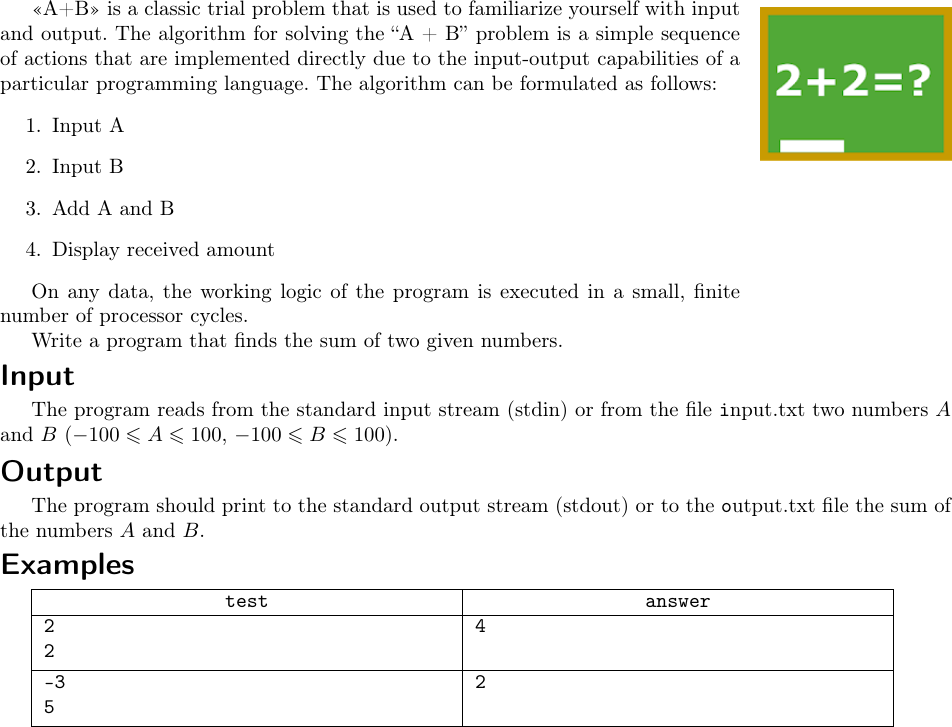 «A+B» is a classic trial problem that is used to familiarize yourself with input
and output. The algorithm for solving the “A + B” problem is a simple sequence
of actions that are implemented directly due to the input-output capabilities of a
particular programming language. The algorithm can be formulated as follows:
2+2=?
1. Input A
2. Input B
3. Add A and B
4. Display received amount
On any data, the working logic of the program is executed in a small, finite
number of processor cycles.
Write a program that finds the sum of two given numbers.
Input
The program reads from the standard input stream (stdin) or from the file input.txt two numbers A
and B (−100 ⩽ A ⩽ 100, −100 ⩽ B ⩽ 100).
Output
The program should print to the standard output stream (stdout) or to the output.txt file the sum of
the numbers A and B.
Examples
test answer
2 4
2
-3 2
5